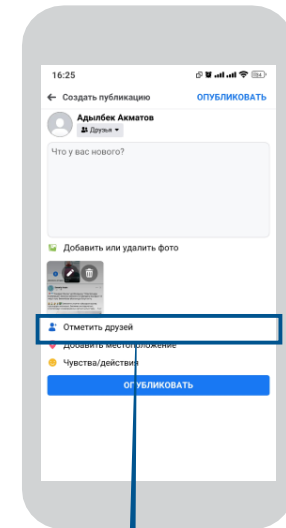 16:25
Создать публикацию ОПУБЛИКОВАТЬ
Адылбек Акматов
Друзья
Что у вас нового?
Добавить или удалить фото
Отметить друзей
Добавить местоположение
Чувства/действия
ОПУБЛИКОВАТЬ